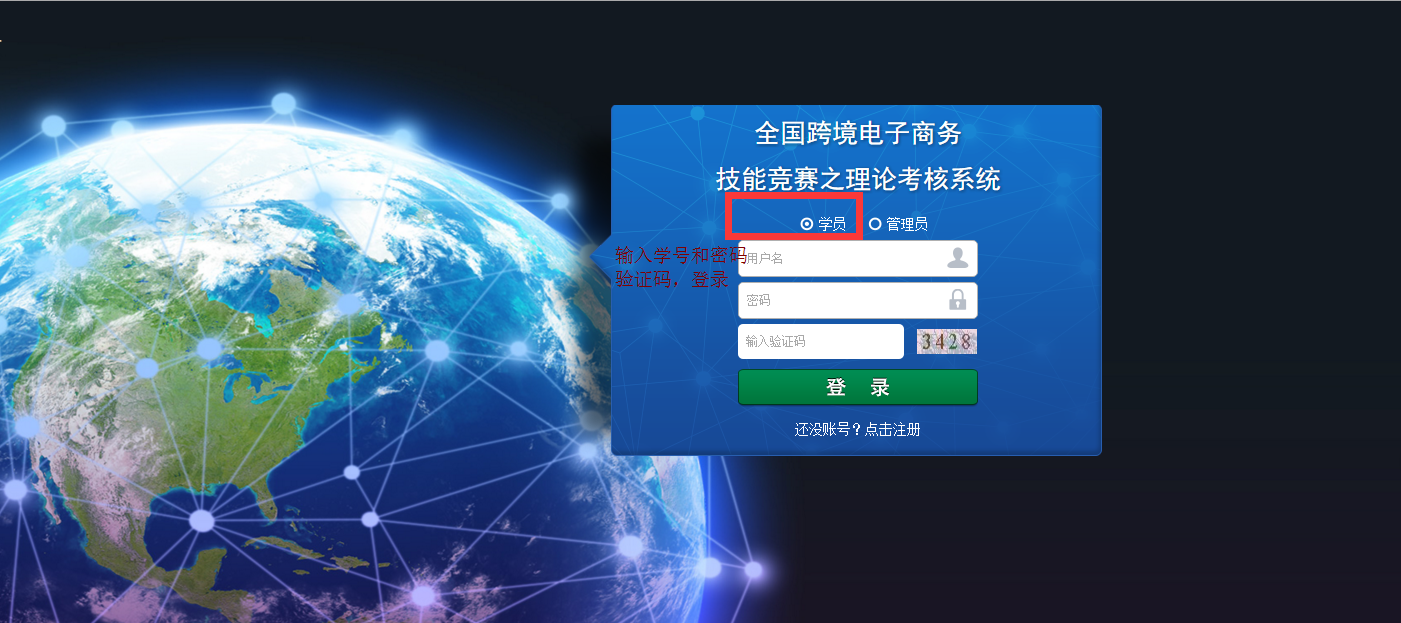 全国跨境电子商务
技能竞赛之理论考核系统
学员 管理员
输入学号和密码
验证码，登录
用户名
密码
输入验证码 3428
登 录
还没账号？点击注册